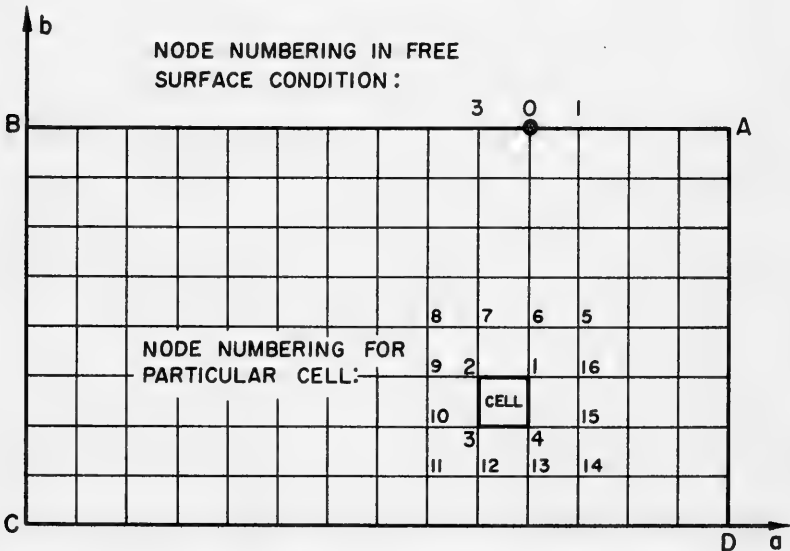 b
NODE NUMBERING IN FREE
SURFACE CONDITION:
3 0 1
B A
8 7 6 5
NODE NUMBERING FOR
PARTICULAR CELL:
9 2 1 16
CELL
10 15
3 4
11 12 13 14
C
D a